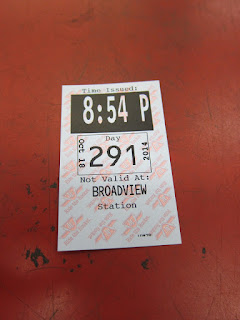 Time Issued:
8:54 P
Day
OCT 18
291
2014
Not Valid At:
BROADVIEW
Station